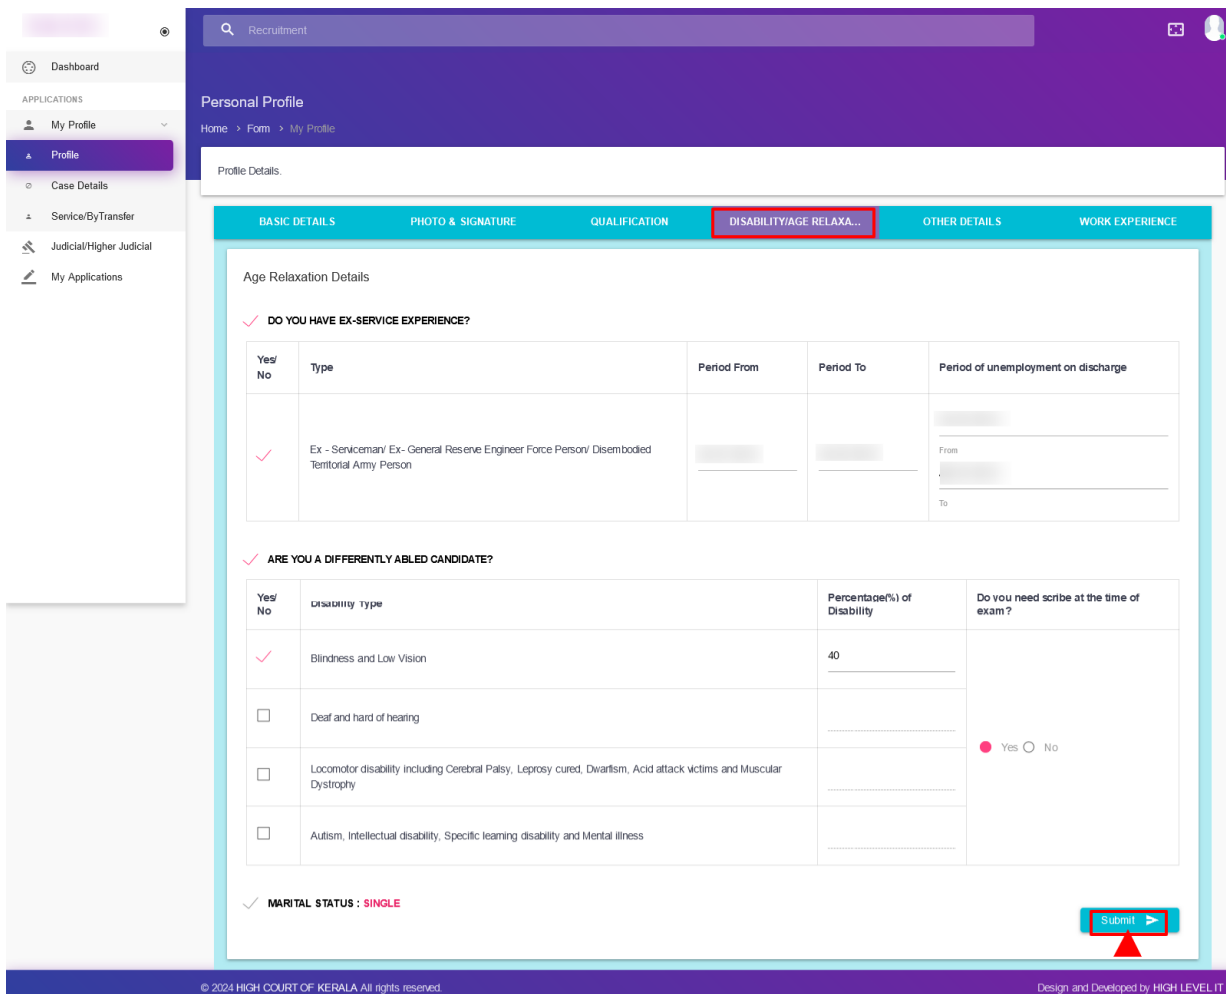 Recruitment
Dashboard
APPLICATIONS
My Profile
Profile
Case Details
Service/ByTransfer
Judicial/Higher Judicial
My Applications
Personal Profile
Home > Form > My Profile
Profile Details.
BASIC DETAILS PHOTO & SIGNATURE QUALIFICATION DISABILITY/AGE RELAXA... OTHER DETAILS WORK EXPERIENCE
Age Relaxation Details
DO YOU HAVE EX-SERVICE EXPERIENCE?
Yes/
No
Type
Period From
Period To
Period of unemployment on discharge
Ex - Serviceman/ Ex- General Reserve Engineer Force Person/ Disembodied
Territorial Army Person
From
To
ARE YOU A DIFFERENTLY ABLED CANDIDATE?
Yes/
No
Disability Type
Percentage(%) of
Disability
Do you need scribe at the time of
exam?
Blindness and Low Vision
40
Deaf and hard of hearing
Locomotor disability including Cerebral Palsy, Leprosy cured, Dwarfism, Acid attack victims and Muscular
Dystrophy
Autism, Intellectual disability, Specific learning disability and Mental illness
Yes No
MARITAL STATUS : SINGLE
Submit
© 2024 HIGH COURT OF KERALA All rights reserved.
Design and Developed by HIGH LEVEL IT